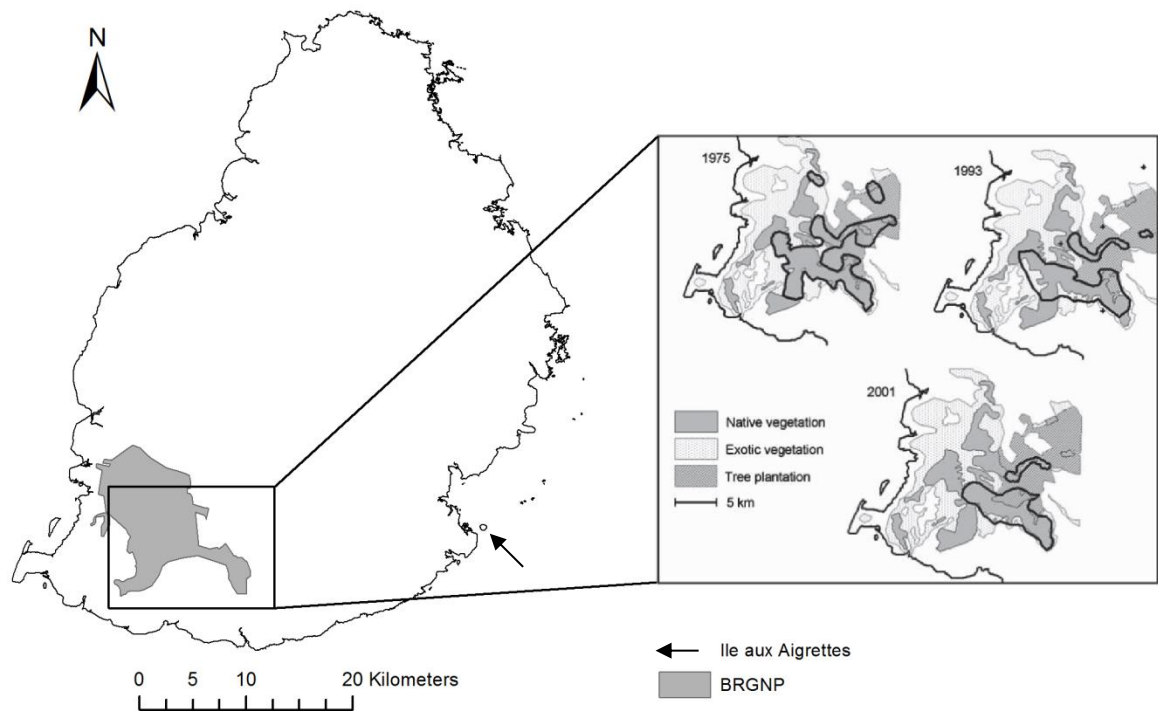 N
1975
1993
2001
Native vegetation
Exotic vegetation
Tree plantation
5 km
Ile aux Aigrettes
BRGNP
0 5 10 20 Kilometers